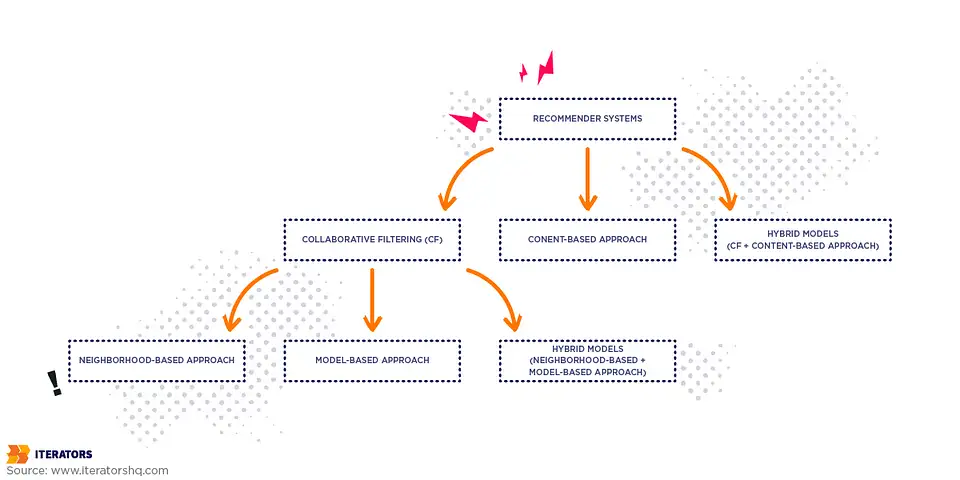 RECOMMENDER SYSTEMS
COLLABORATIVE FILTERING (CF)
CONENT-BASED APPROACH
HYBRID MODELS
(CF + CONTENT-BASED APPROACH)
NEIGHBORHOOD-BASED APPROACH
MODEL-BASED APPROACH
HYBRID MODELS
(NEIGHBORHOOD-BASED +
MODEL-BASED APPROACH)
!
ITERATORS
Source: www.iteratorshq.com